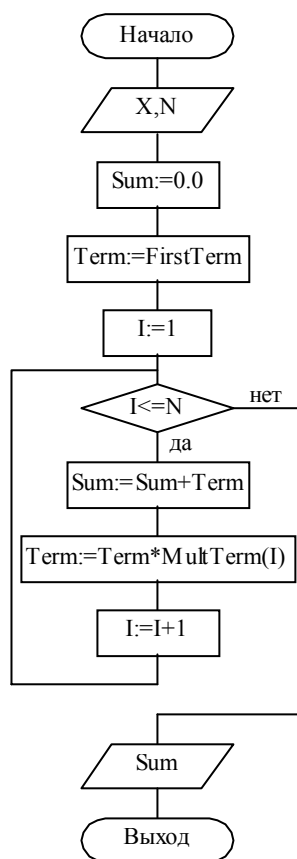 Начало
X,N
Sum:=0.0
Term:=FirstTerm
I:=1
I<=N
нет
да
Sum:=Sum+Term
Term:=Term*MultTerm(I)
I:=I+1
Sum
Выход